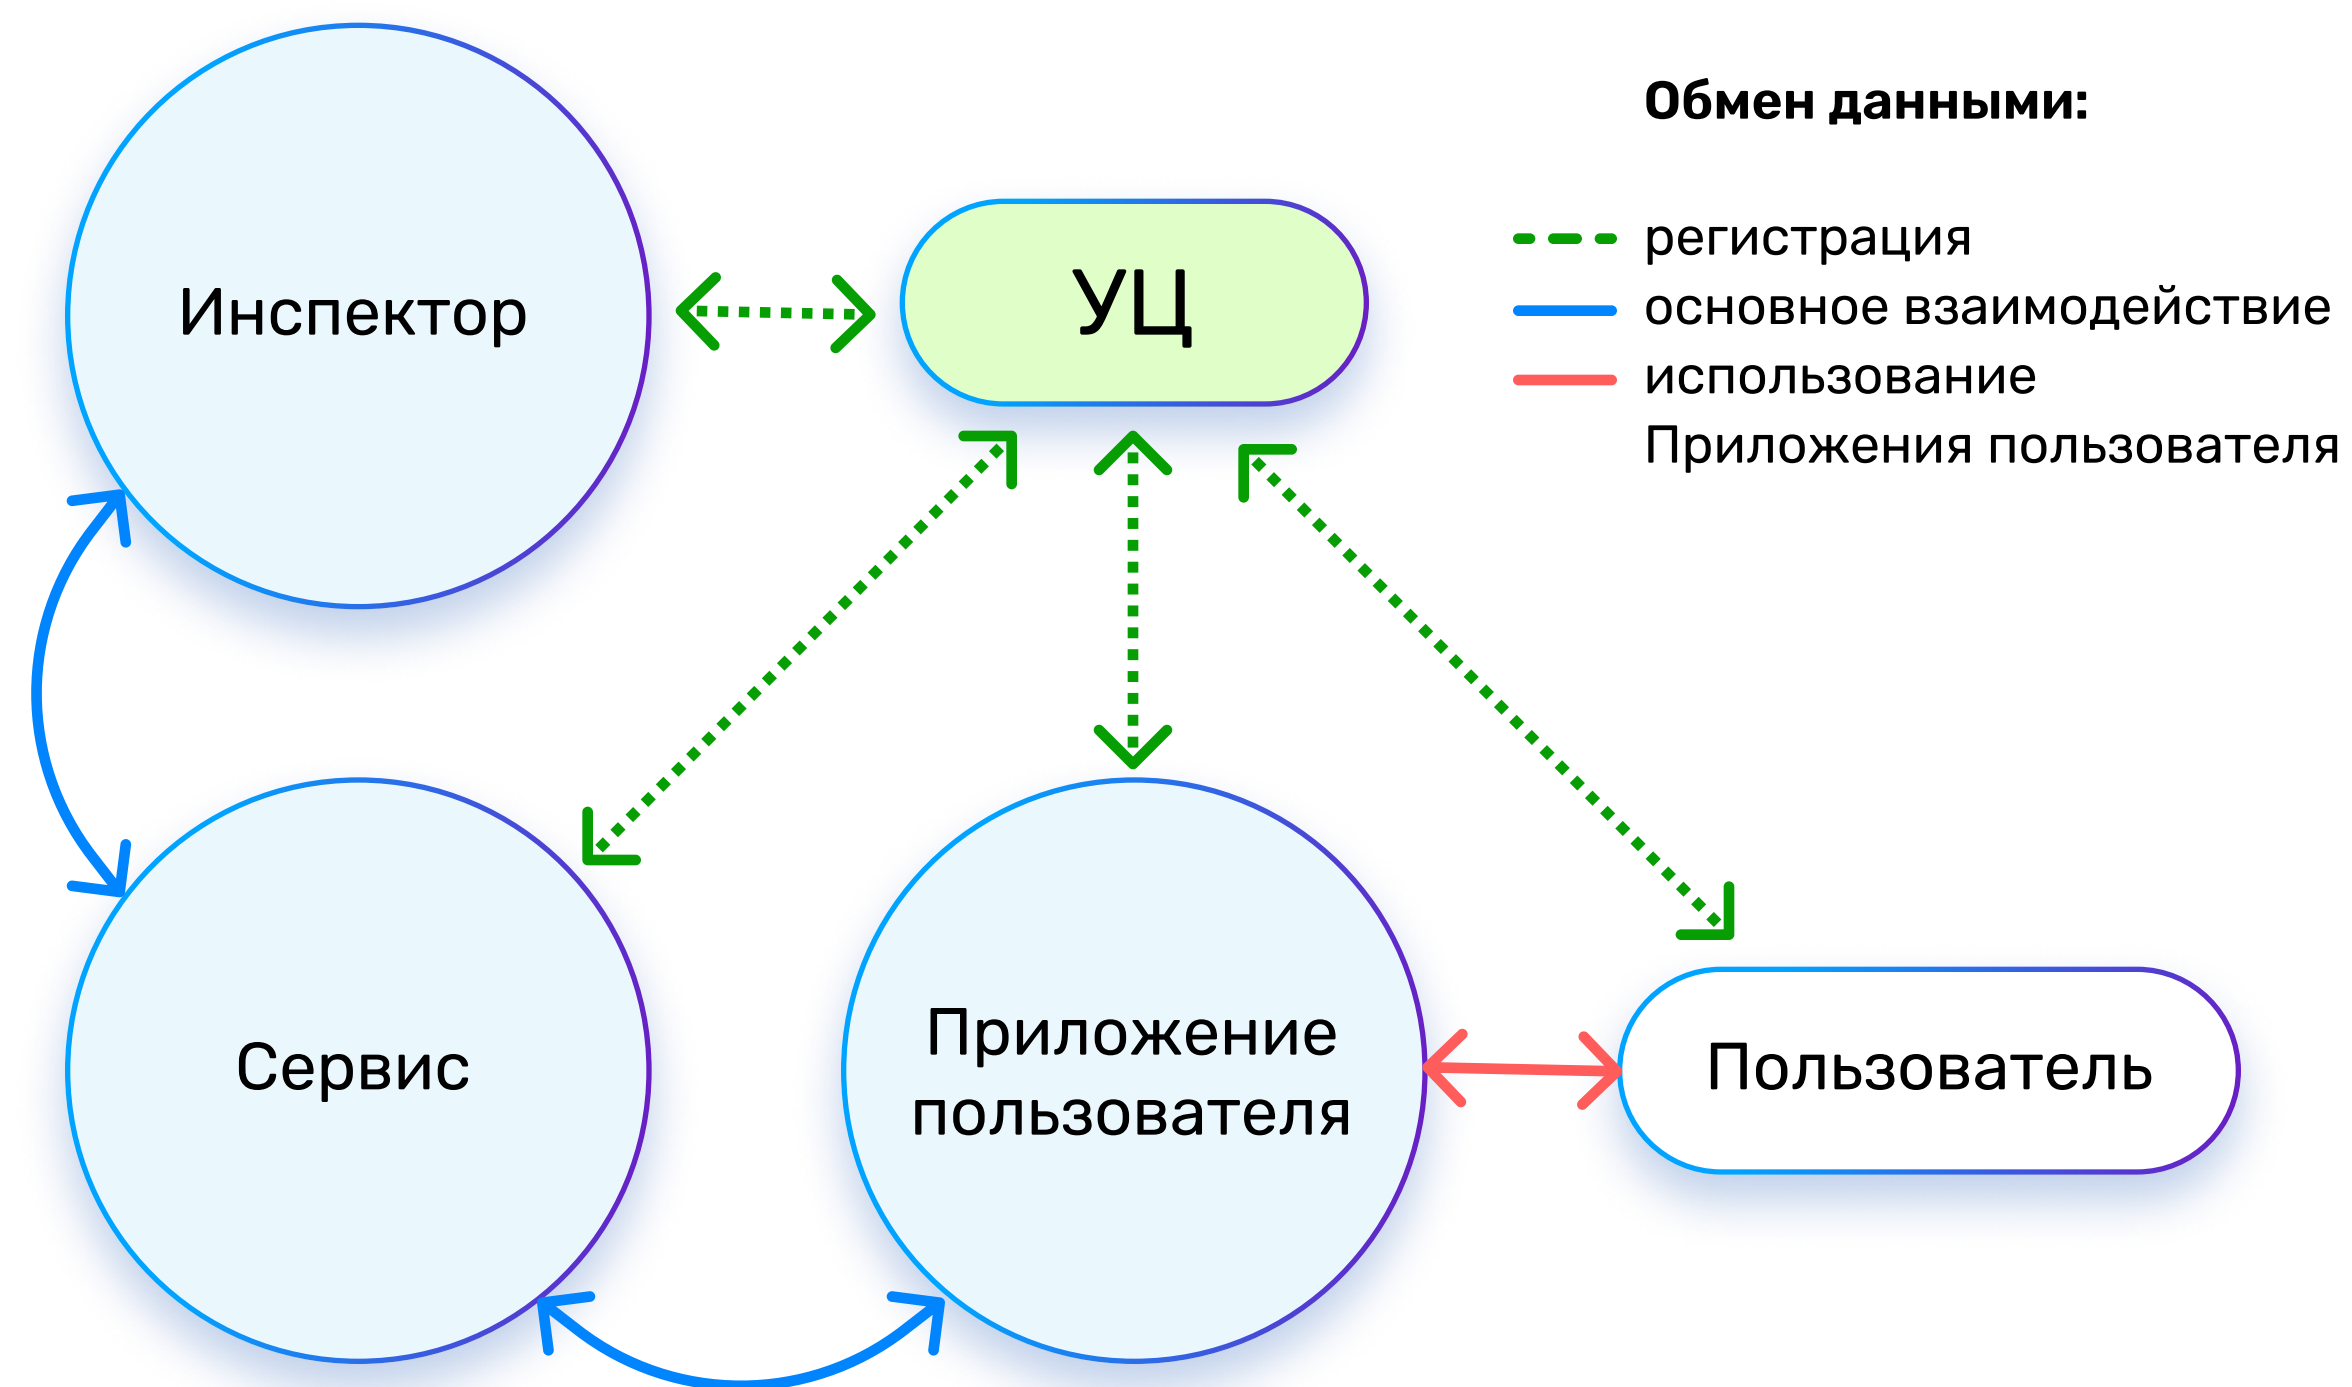 Обмен данными:
регистрация
основное взаимодействие
использование
Приложения пользователя
Инспектор
УЦ
Сервис
Приложение
пользователя
Пользователь